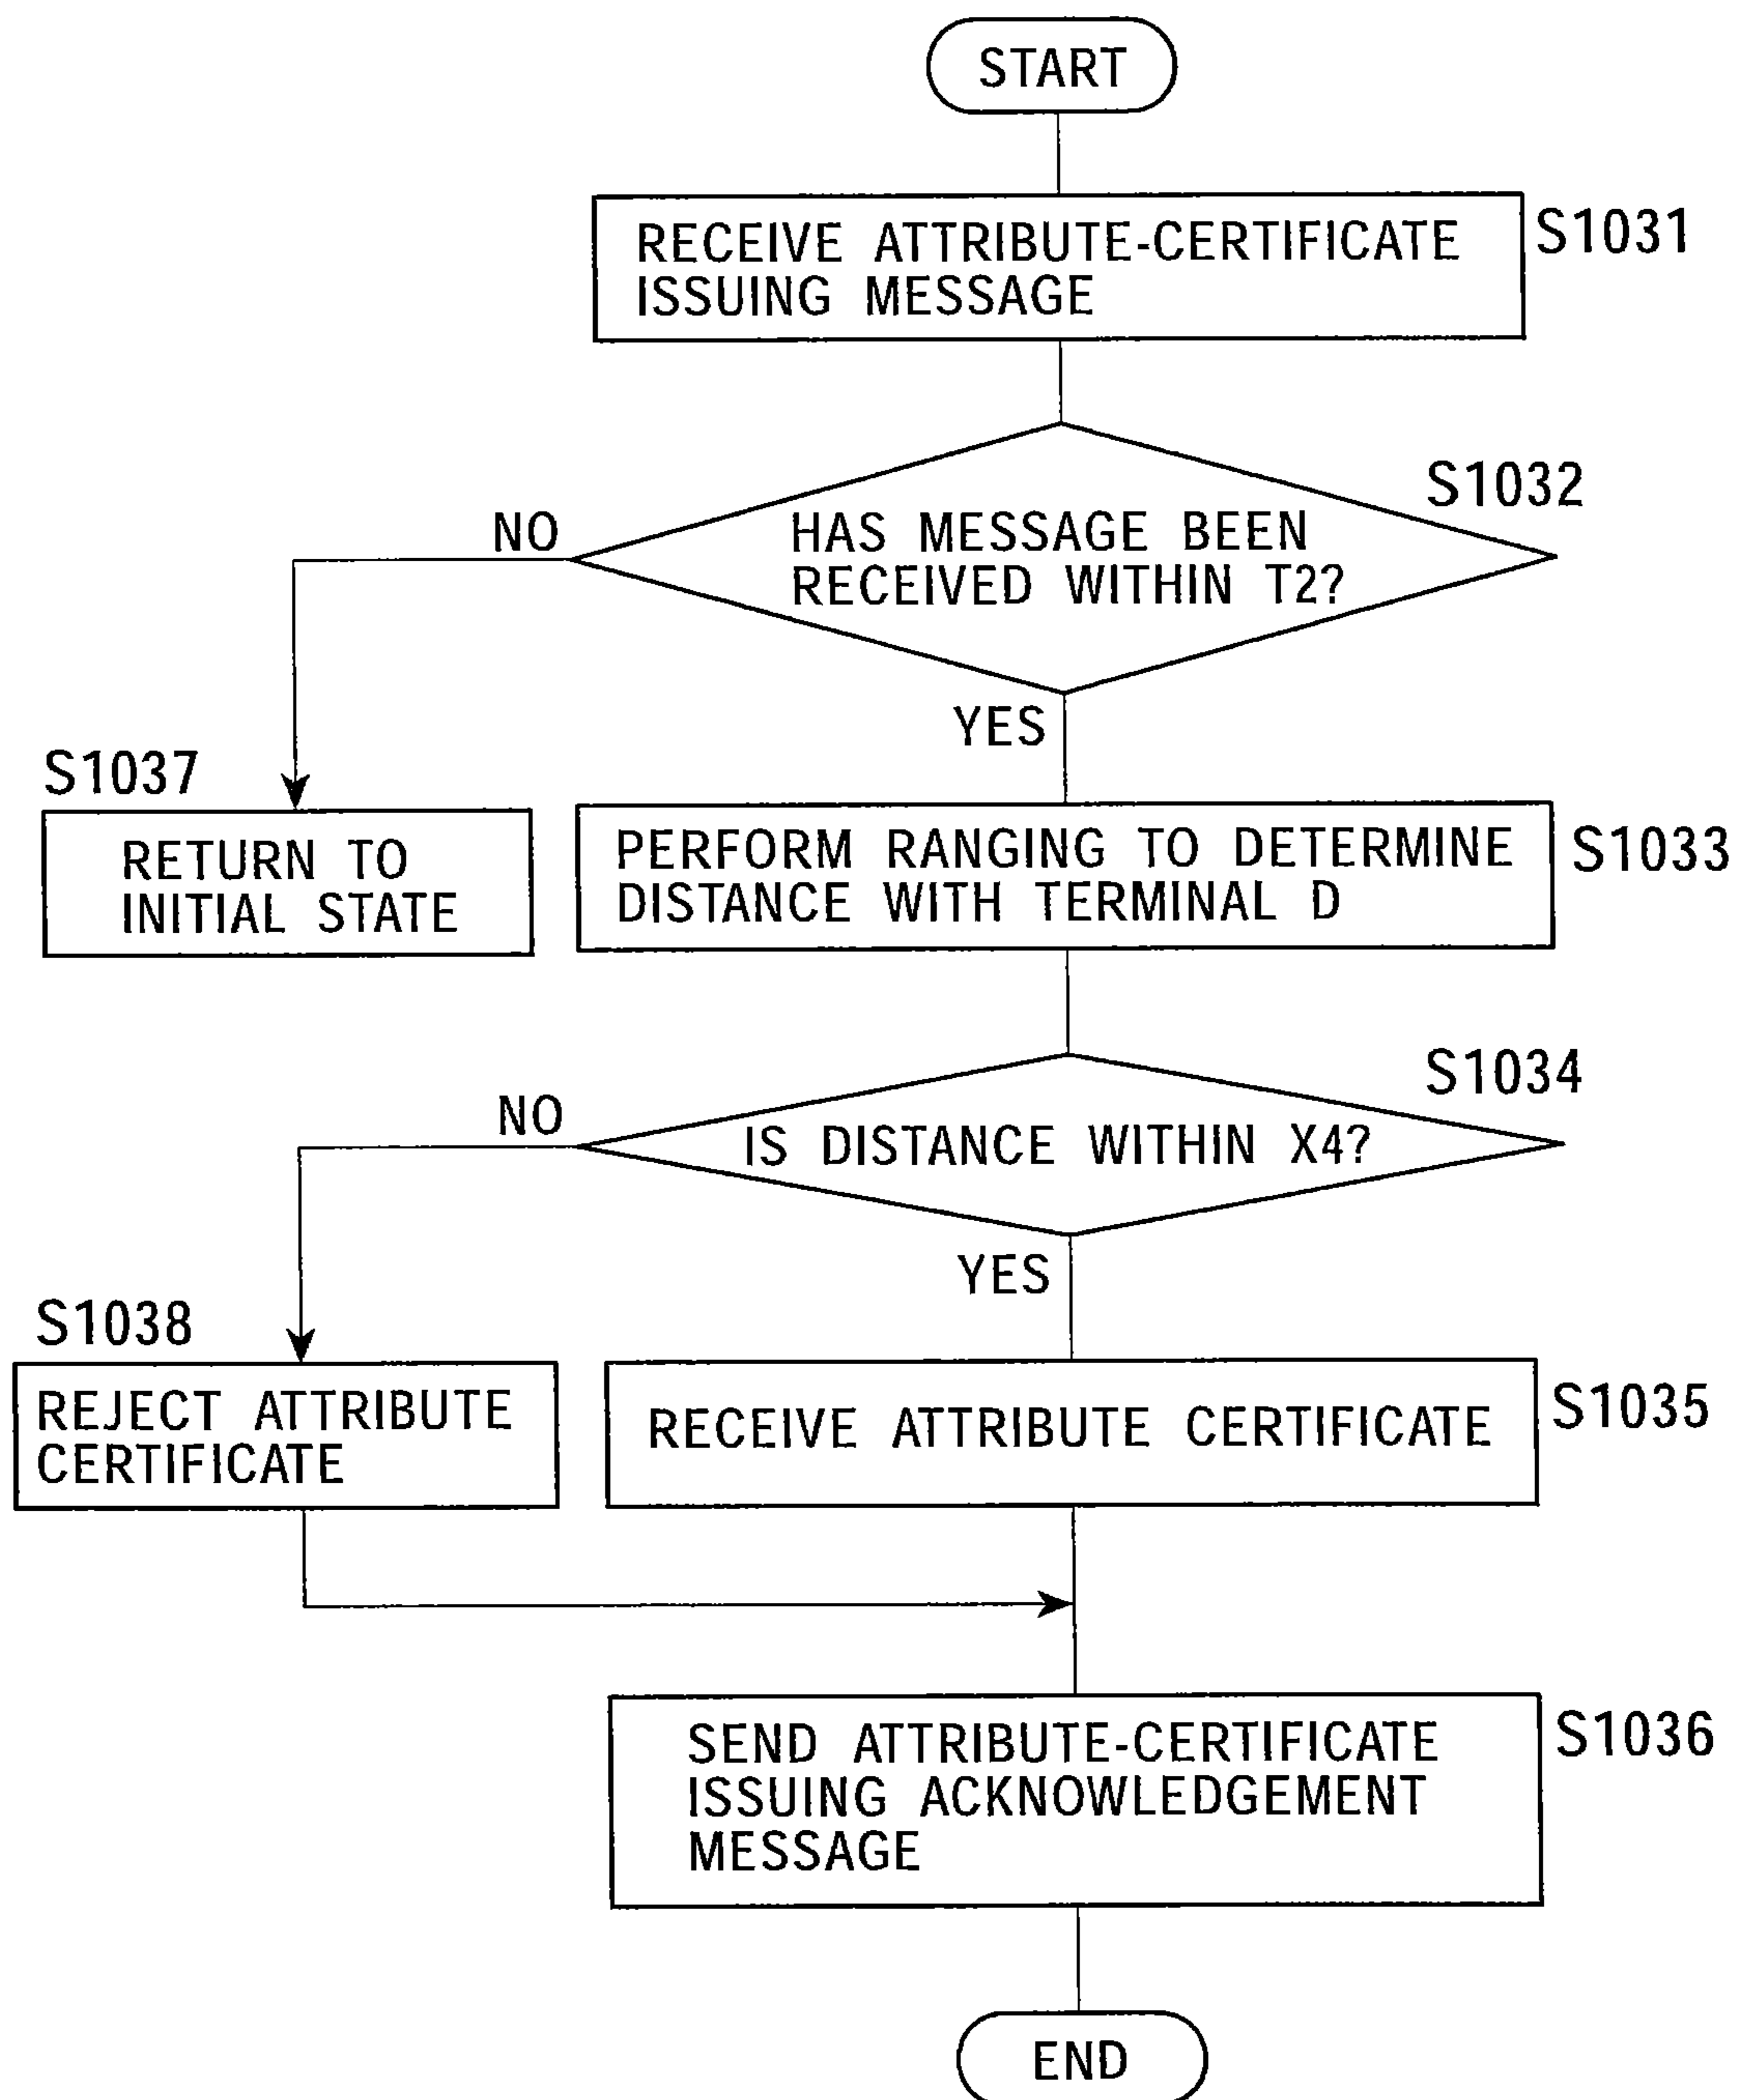 START
RECEIVE ATTRIBUTE-CERTIFICATE
ISSUING MESSAGE
S1031
S1032
HAS MESSAGE BEEN
RECEIVED WITHIN T2?
NO
YES
S1037
RETURN TO
INITIAL STATE
PERFORM RANGING TO DETERMINE
DISTANCE WITH TERMINAL D
S1033
S1034
IS DISTANCE WITHIN X4?
NO
YES
S1038
REJECT ATTRIBUTE
CERTIFICATE
RECEIVE ATTRIBUTE CERTIFICATE
S1035
SEND ATTRIBUTE-CERTIFICATE
ISSUING ACKNOWLEDGEMENT
MESSAGE
S1036
END